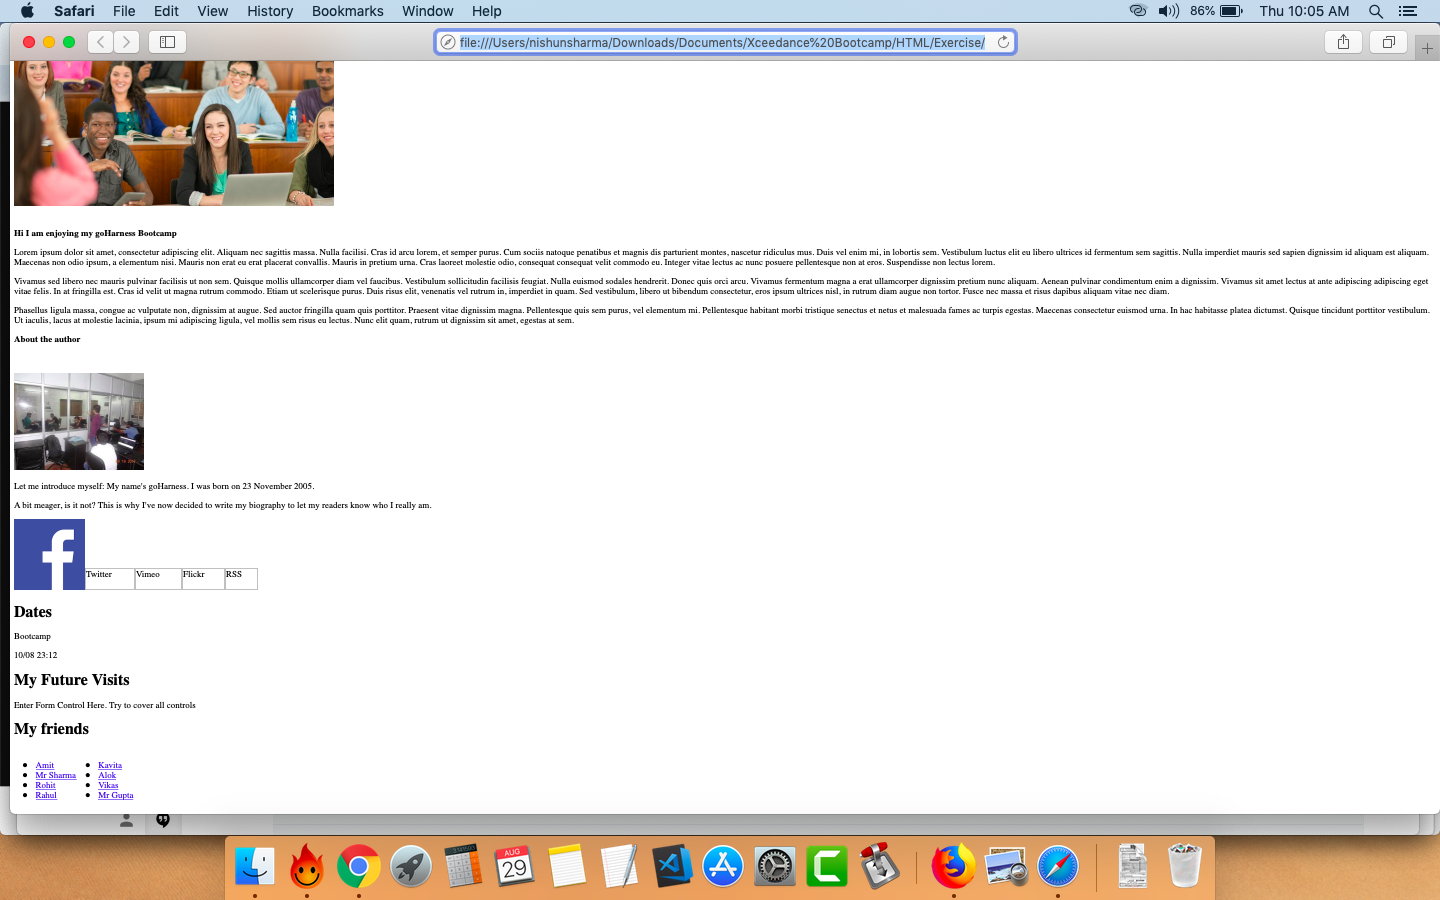 Safari File Edit View History Bookmarks Window Help 86% Thu 10:05 AM
file:///Users/nishunsharma/Downloads/Documents/Xceedance%20Bootcamp/HTML/Exercise/
Hi I am enjoying my goHarness Bootcamp
Lorem ipsum dolor sit amet, consectetur adipiscing elit. Aliquam nec sagittis massa. Nulla facilisi. Cras id arcu lorem, et semper purus. Cum sociis natoque penatibus et magnis dis parturient montes, nascetur ridiculus mus. Duis vel enim mi, in lobortis sem. Vestibulum luctus elit eu libero ultrices id fermentum sem sagittis. Nulla imperdiet mauris sed sapien dignissim id aliquam est aliquam.
Maecenas non odio ipsum, a elementum nisi. Mauris non erat eu erat placerat convallis. Mauris in pretium urna. Cras laoreet molestie odio, consequat consequat velit commodo eu. Integer vitae lectus ac nunc posuere pellentesque non at eros. Suspendisse non lectus lorem.
Vivamus sed libero nec mauris pulvinar facilisis ut non sem. Quisque mollis ullamcorper diam vel faucibus. Vestibulum sollicitudin facilisis feugiat. Nulla euismod sodales hendrerit. Donec quis orci arcu. Vivamus fermentum magna a erat ullamcorper dignissim pretium nunc aliquam. Aenean pulvinar condimentum enim a dignissim. Vivamus sit amet lectus at ante adipiscing adipiscing eget
vitae felis. In at fringilla est. Cras id velit ut magna rutrum commodo. Etiam ut scelerisque purus. Duis risus elit, venenatis vel rutrum in, imperdiet in quam. Sed vestibulum, libero ut bibendum consectetur, eros ipsum ultrices nisl, in rutrum diam augue non tortor. Fusce nec massa et risus dapibus aliquam vitae nec diam.
Phasellus ligula massa, congue ac vulputate non, dignissim at augue. Sed auctor fringilla quam quis porttitor. Praesent vitae dignissim magna. Pellentesque quis sem purus, vel elementum mi. Pellentesque habitant morbi tristique senectus et netus et malesuada fames ac turpis egestas. Maecenas consectetur euismod urna. In hac habitasse platea dictumst. Quisque tincidunt porttitor vestibulum.
Ut iaculis, lacus at molestie lacinia, ipsum mi adipiscing ligula, vel mollis sem risus eu lectus. Nunc elit quam, rutrum ut dignissim sit amet, egestas at sem.
About the author
Let me introduce myself: My name's goHarness. I was born on 23 November 2005.
A bit meager, is it not? This is why I've now decided to write my biography to let my readers know who I really am.
f
Twitter Vimeo Flickr RSS
Dates
Bootcamp
10/08 23:12
My Future Visits
Enter Form Control Here. Try to cover all controls
My friends
Amit Kavita
Mr Sharma Alok
Rohit Vikas
Rahul Mr Gupta
AUG
29